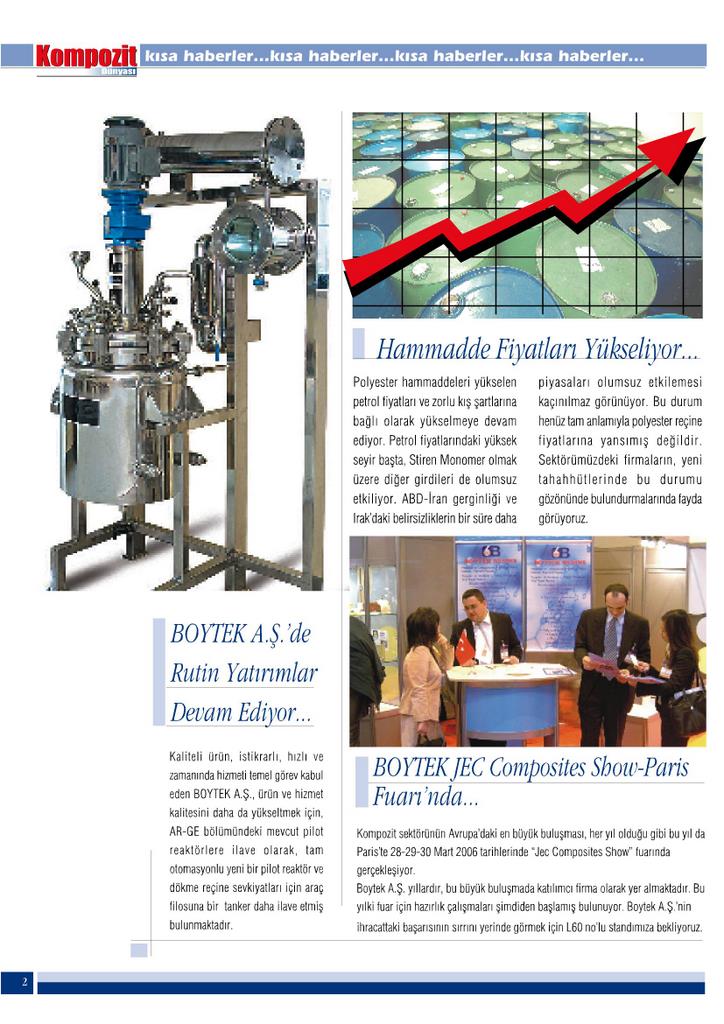 Kompozit
Dünyası
kısa haberler...kısa haberler...kısa haberler...kısa haberler...
BOYTEK A.Ş.'de
Rutin Yatırımlar
Devam Ediyor...
Kaliteli ürün, istikrarlı, hızlı ve
zamanında hizmeti temel görev kabul
eden BOYTEK A.Ş., ürün ve hizmet
kalitesini daha da yükseltmek için,
AR-GE bölümündeki mevcut pilot
reaktörlere ilave olarak, tam
otomasyonlu yeni bir pilot reaktör ve
dökme reçine sevkiyatları için araç
filosuna bir tanker daha ilave etmiş
bulunmaktadır.
Hammadde Fiyatları Yükseliyor...
Polyester hammaddeleri yükselen
petrol fiyatları ve zorlu kış şartlarına
bağlı olarak yükselmeye devam
ediyor. Petrol fiyatlarındaki yüksek
seyir başta, Stiren Monomer olmak
üzere diğer girdileri de olumsuz
etkiliyor. ABD-İran gerginliği ve
Irak'daki belirsizliklerin bir süre daha
piyasaları olumsuz etkilemesi
kaçınılmaz görünüyor. Bu durum
henüz tam anlamıyla polyester reçine
fiyatlarına yansımış değildir.
Sektörümüzdeki firmaların, yeni
tahahhütlerinde bu durumu
gözönünde bulundurmalarında fayda
görüyoruz.
BOYTEK JEC Composites Show-Paris
Fuarı'nda...
Kompozit sektörünün Avrupa'daki en büyük buluşması, her yıl olduğu gibi bu yıl da
Paris'te 28-29-30 Mart 2006 tarihlerinde “Jec Composites Show” fuarında
gerçekleşiyor.
Boytek A.Ş. yıllardır, bu büyük buluşmada katılımcı firma olarak yer almaktadır. Bu
yılki fuar için hazırlık çalışmaları şimdiden başlamış bulunuyor. Boytek A.Ş.'nin
ihracattaki başarısının sırrını yerinde görmek için L60 no'lu standımıza bekliyoruz.
2